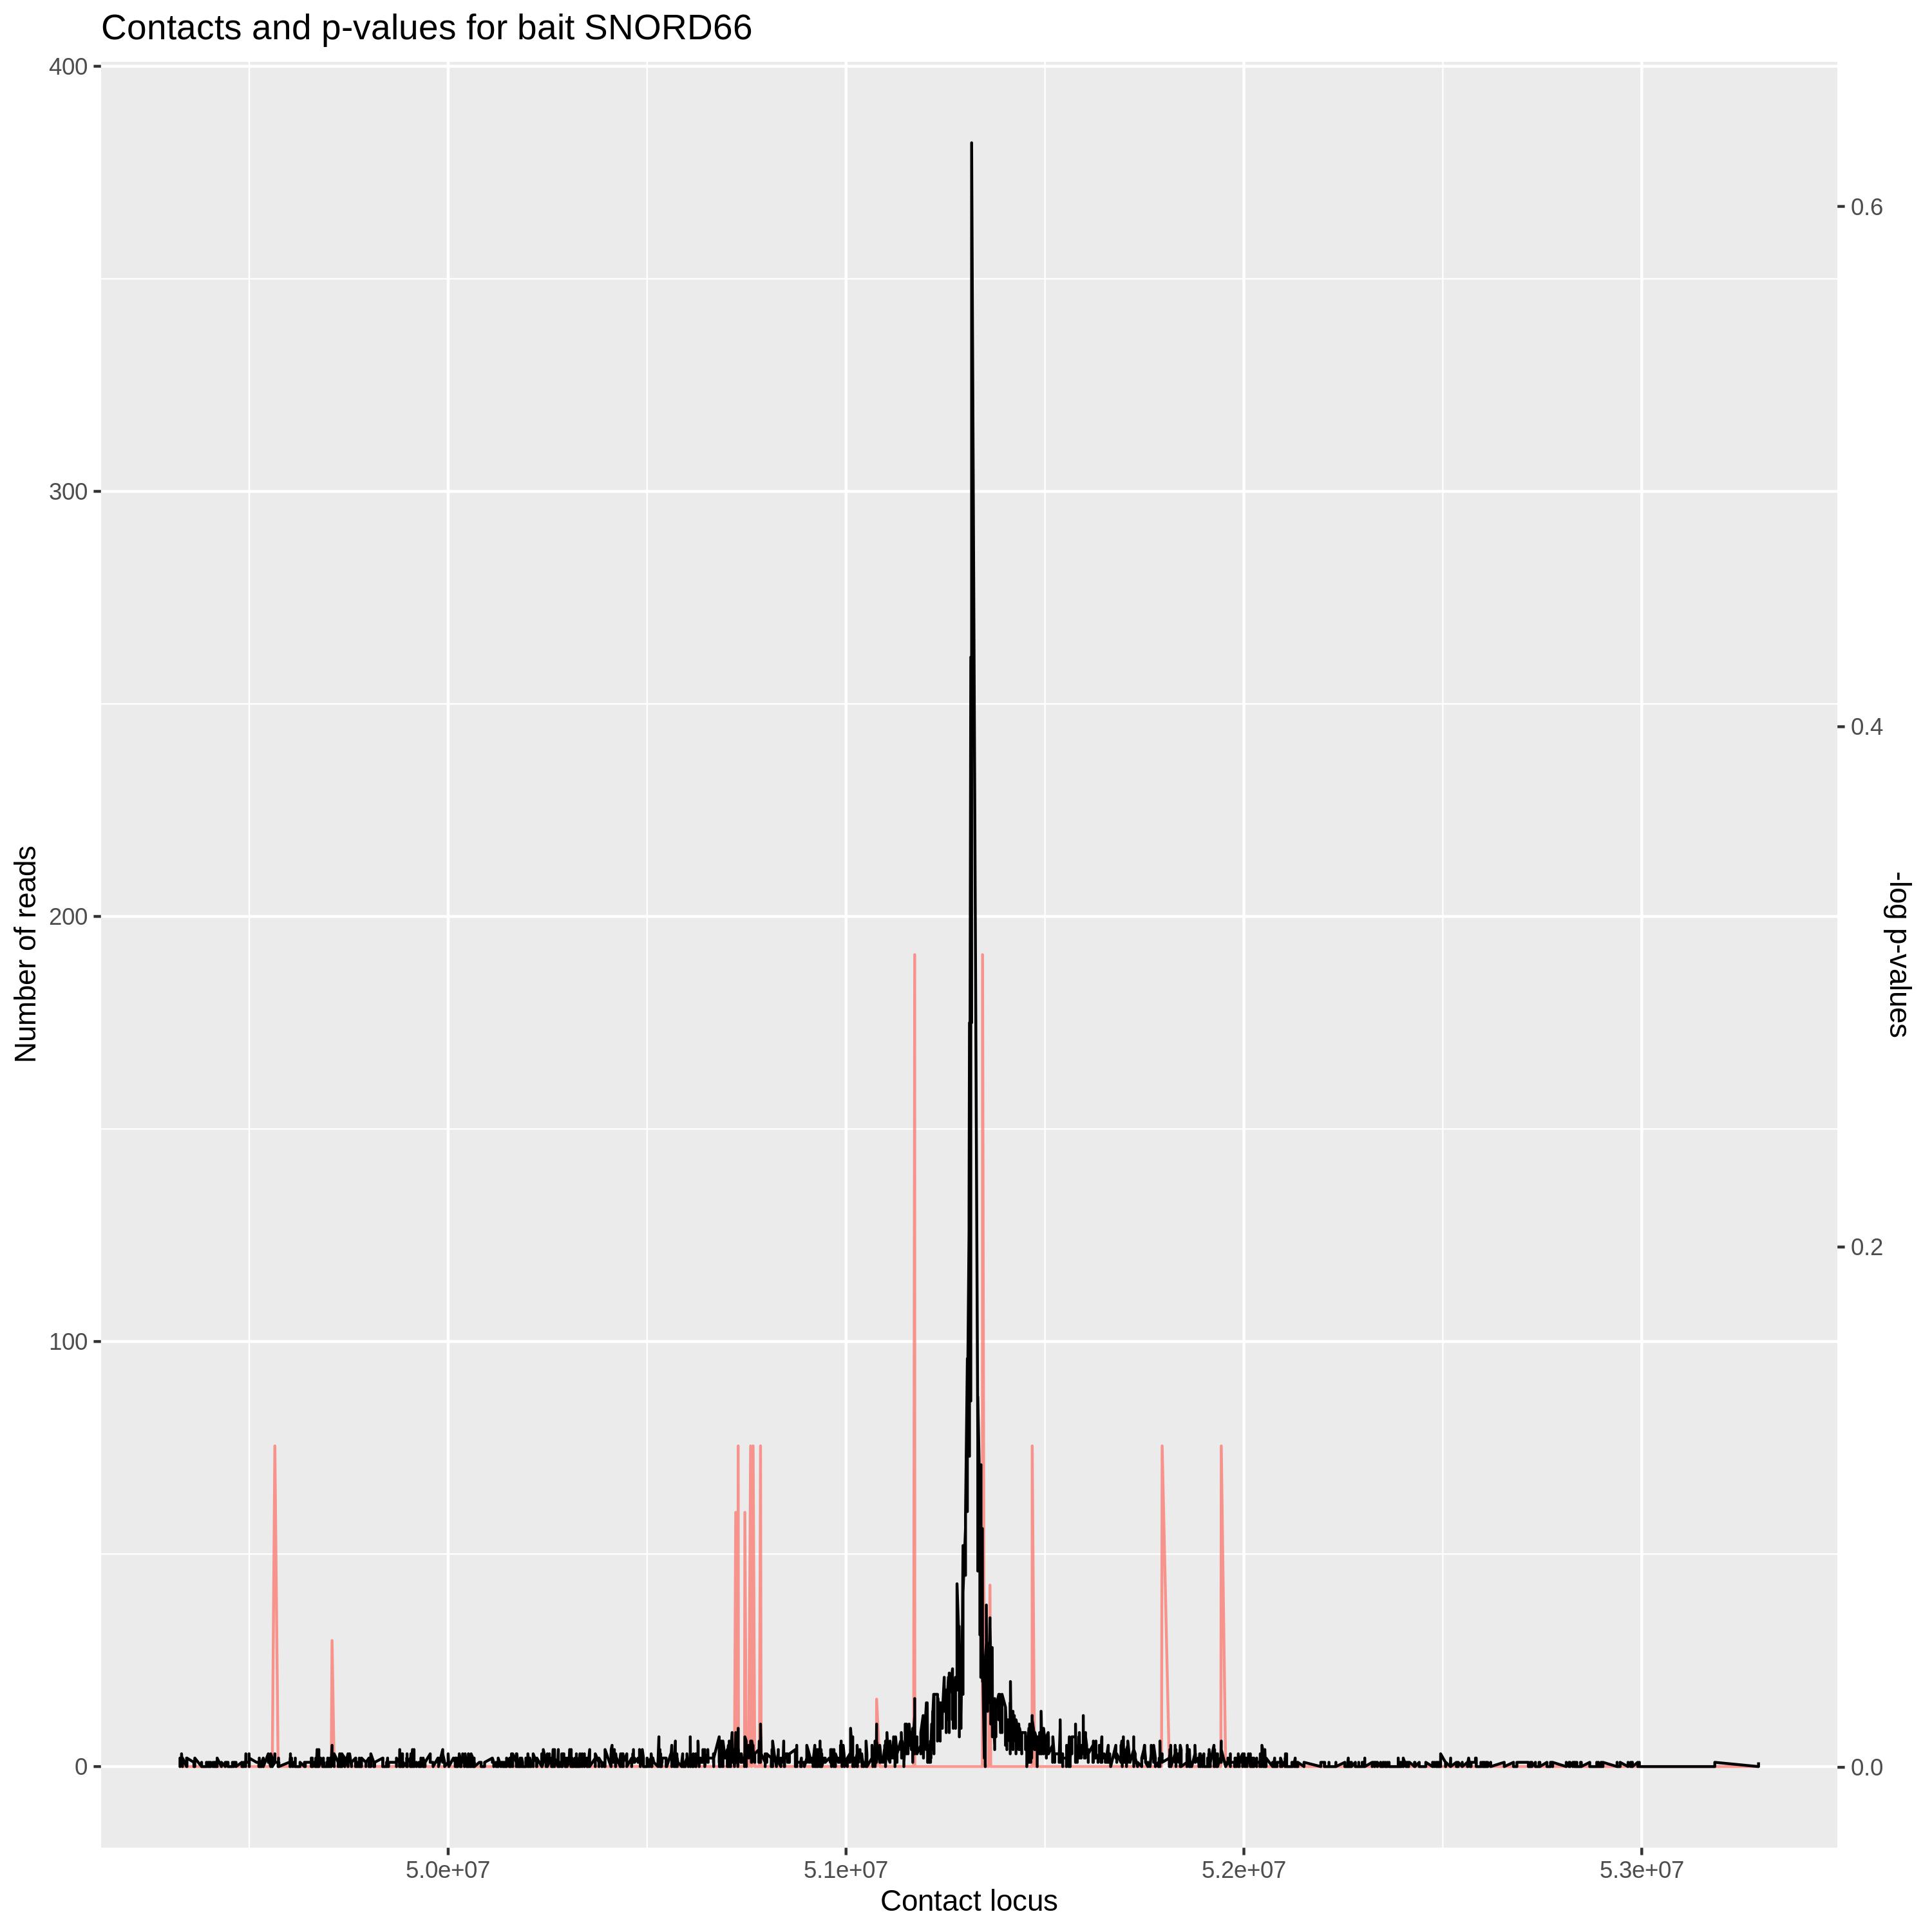 Contacts and p-values for bait SNORD66
400
300
200
100
0
Number of reads
0.6
0.4
0.2
0.0
-log p-values
5.0e+07
5.1e+07
5.2e+07
5.3e+07
Contact locus